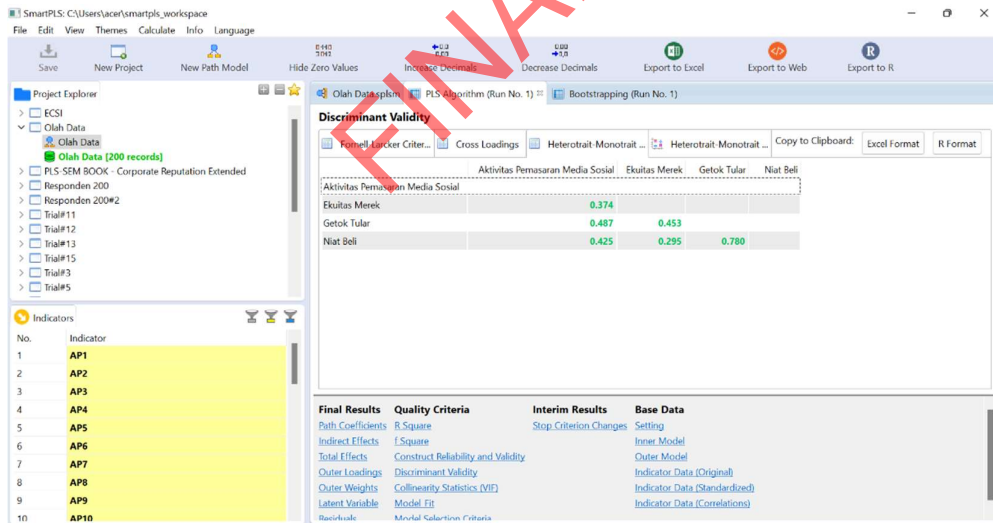 SmartPLS: C:\Users\acer\smartpls_workspace
File Edit View Themes Calculate Info Language
Save New Project New Path Model Hide Zero Values Increase Decimals Decrease Decimals Export to Excel Export to Web Export to R
Project Explorer
ECSI
Olah Data
Olah Data
Olah Data [200 records]
PLS-SEM BOOK - Corporate Reputation Extended
Responden 200
Responden 200#2
Trial#11
Trial#12
Trial#13
Trial#15
Trial#3
Trial#5
Indicators
No. Indicator
1 AP1
2 AP2
3 AP3
4 AP4
5 AP5
6 AP6
7 AP7
8 AP8
9 AP9
10 AP10
Olah Data.splsm PLS Algorithm (Run No. 1) Bootstrapping (Run No. 1)
Discriminant Validity
Fornell-Larcker Criter... Cross Loadings Heterotrait-Monotrait ... Heterotrait-Monotrait ... Copy to Clipboard: Excel Format R Format
Aktivitas Pemasaran Media Sosial Ekuitas Merek Getok Tular Niat Beli
Aktivitas Pemasaran Media Sosial
Ekuitas Merek 0.374
Getok Tular 0.487 0.453
Niat Beli 0.425 0.295 0.780
Final Results Quality Criteria Interim Results Base Data
Path Coefficients R Square Stop Criterion Changes Setting
Indirect Effects f Square Inner Model
Total Effects Construct Reliability and Validity Outer Model
Outer Loadings Discriminant Validity Indicator Data (Original)
Outer Weights Collinearity Statistics (VIF) Indicator Data (Standardized)
Latent Variable Model Fit Indicator Data (Correlations)
Residuals Model Selection Criteria